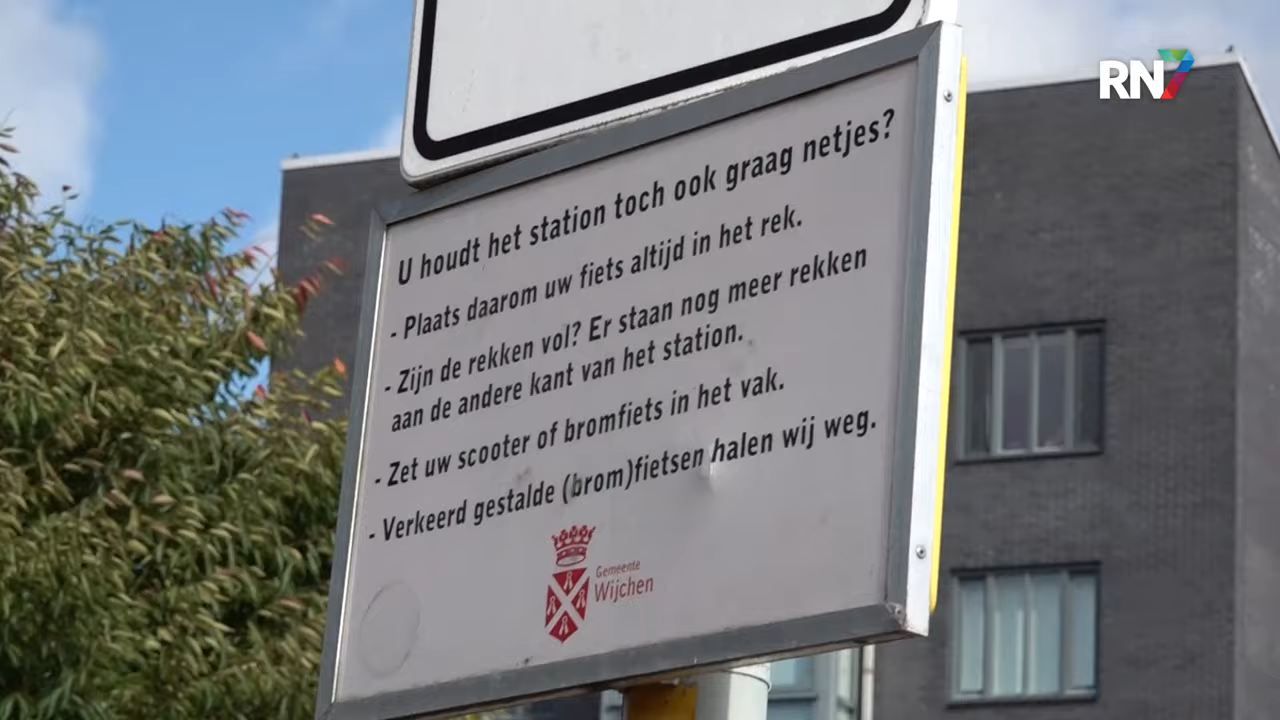 RN7
U houdt het station toch ook graag netjes?
- Plaats daarom uw fiets altijd in het rek.
- Zijn de rekken vol? Er staan nog meer rekken
aan de andere kant van het station.
- Zet uw scooter of bromfiets in het vak.
- Verkeerd gestalde (brom)fietsen halen wij weg.
Gemeente
Wijchen